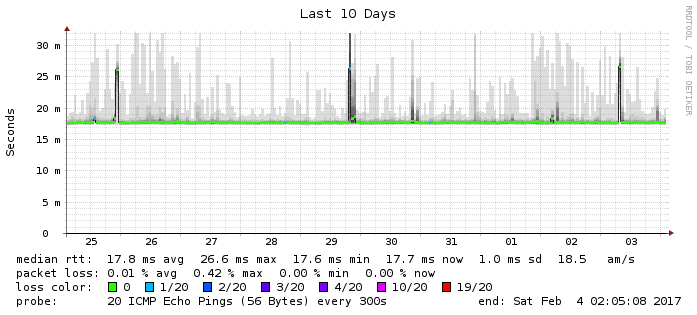 Last 10 Days
RRDTOOL / TOBI OETIKER
Seconds
30 m
25 m
20 m
15 m
10 m
5 m
0
25 26 27 28 29 30 31 01 02 03
median rtt: 17.8 ms avg 26.6 ms max 17.6 ms min 17.7 ms now 1.0 ms sd 18.5 am/s
packet loss: 0.01 % avg 0.42 % max 0.00 % min 0.00 % now
loss color: 0 1/20 2/20 3/20 4/20 10/20 19/20
probe: 20 ICMP Echo Pings (56 Bytes) every 300s end: Sat Feb 4 02:05:08 2017